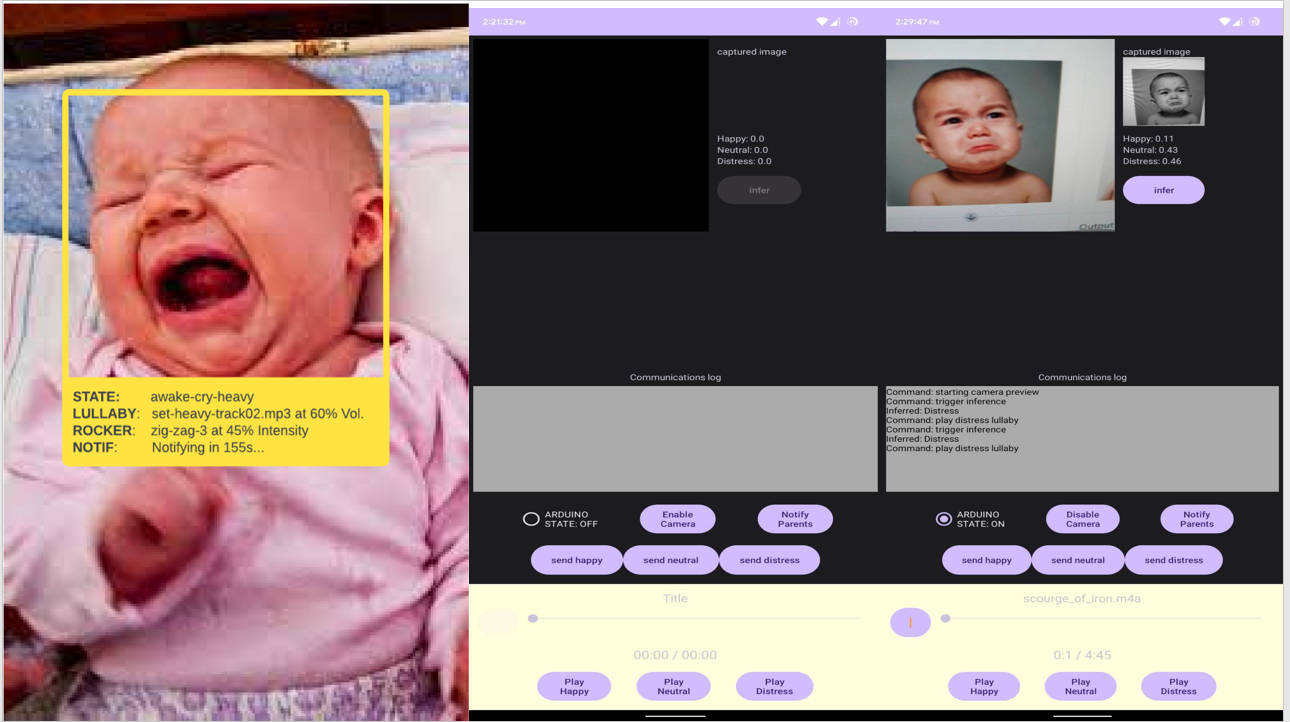 STATE: awake-cry-heavy
LULLABY: set-heavy-track02.mp3 at 60% Vol.
ROCKER: zig-zag-3 at 45% Intensity
NOTIF: Notifying in 155s...
2:21:32 PM
captured image
Happy: 0.0
Neutral: 0.0
Distress: 0.0
infer
Communications log
ARDUINO
STATE: OFF
Enable
Camera
Notify
Parents
send happy
send neutral
send distress
Title
00:00 / 00:00
Play
Happy
Play
Neutral
Play
Distress
2:29:47 PM
captured image
Happy: 0.11
Neutral: 0.43
Distress: 0.46
infer
Output
Communications log
Command: starting camera preview
Command: trigger inference
Inferred: Distress
Command: play distress lullaby
Command: trigger inference
Inferred: Distress
Command: play distress lullaby
ARDUINO
STATE: ON
Disable
Camera
Notify
Parents
send happy
send neutral
send distress
scourge_of_iron.m4a
0:1 / 4:45
Play
Happy
Play
Neutral
Play
Distress